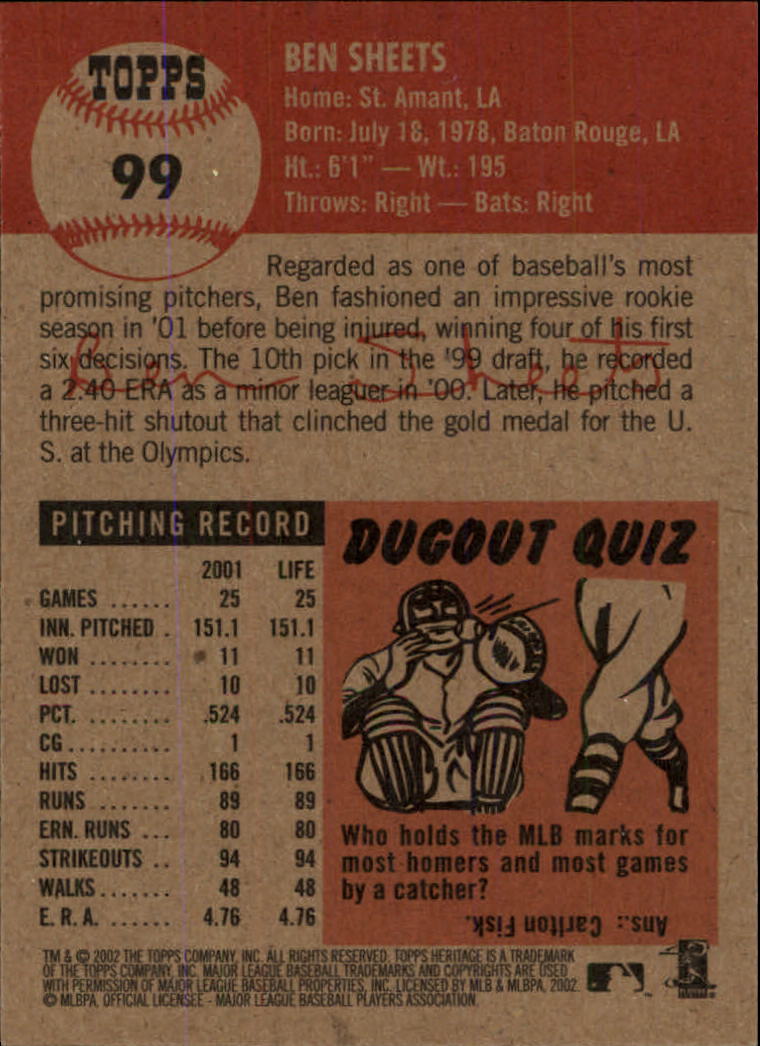 TOPPS
99
BEN SHEETS
Home: St. Amant, LA
Born: July 18, 1978, Baton Rouge, LA
Ht.: 6'1" — Wt.: 195
Throws: Right — Bats: Right
Regarded as one of baseball's most
promising pitchers, Ben fashioned an impressive rookie
season in '01 before being injured, winning four of his first
six decisions. The 10th pick in the '99 draft, he recorded
a 2.40 ERA as a minor leaguer in '00. Later, he pitched a
three-hit shutout that clinched the gold medal for the U.
S. at the Olympics.
Ben Sheets
PITCHING RECORD
2001 LIFE
GAMES ...... 25 25
INN. PITCHED . 151.1 151.1
WON ........ 11 11
LOST ........ 10 10
PCT. ........ .524 .524
CG.......... 1 1
HITS ........ 166 166
RUNS ....... 89 89
ERN. RUNS ... 80 80
STRIKEOUTS .. 94 94
WALKS....... 48 48
E. R. A. ...... 4.76 4.76
DUGOUT QUIZ
Who holds the MLB marks for
most homers and most games
by a catcher?
Ans.: Carlton Fisk.
TM & © 2002 THE TOPPS COMPANY, INC. ALL RIGHTS RESERVED. TOPPS HERITAGE IS A TRADEMARK
OF THE TOPPS COMPANY, INC. MAJOR LEAGUE BASEBALL TRADEMARKS AND COPYRIGHTS ARE USED
WITH PERMISSION OF MAJOR LEAGUE BASEBALL PROPERTIES, INC. LICENSED BY MLB & MLBPA, 2002.
© MLBPA, OFFICIAL LICENSEE - MAJOR LEAGUE BASEBALL PLAYERS ASSOCIATION.